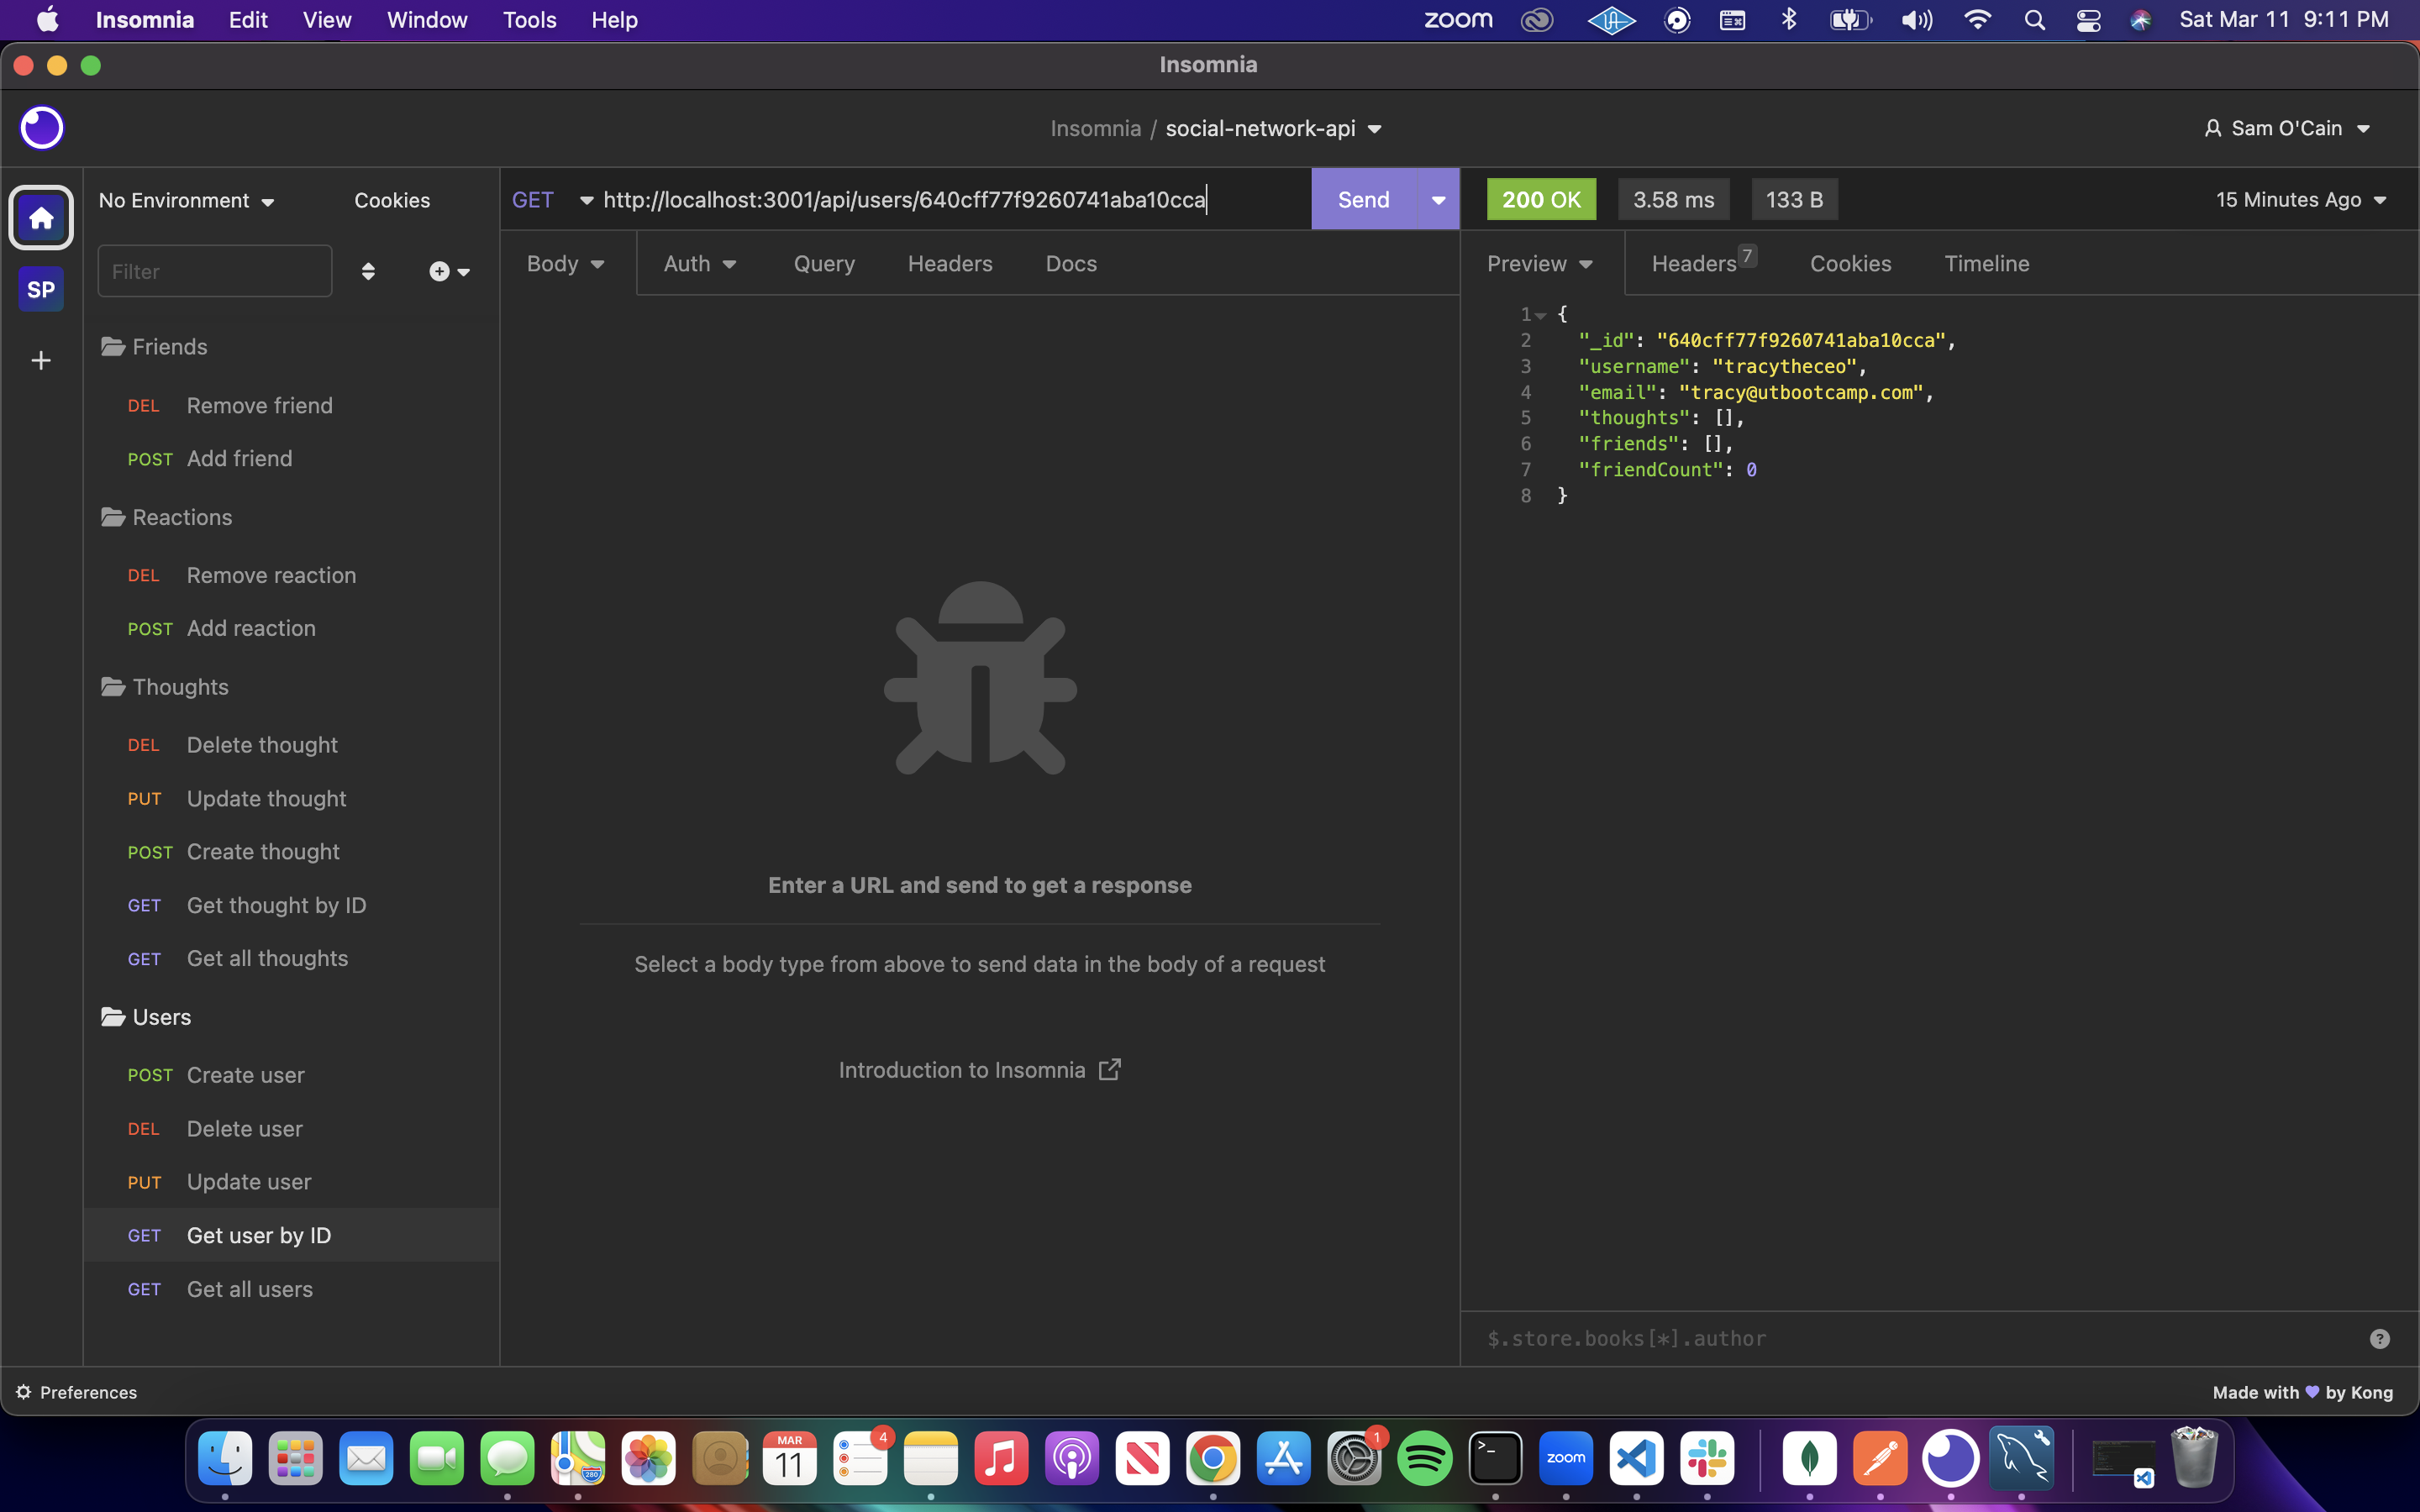 Insomnia Edit View Window Tools Help zoom Sat Mar 11 9:11 PM
Insomnia
Insomnia / social-network-api Sam O'Cain
No Environment Cookies
GET http://localhost:3001/api/users/640cff77f9260741aba10cca Send
200 OK 3.58 ms 133 B 15 Minutes Ago
SP
Filter
Body Auth Query Headers Docs
Preview Headers 7 Cookies Timeline
Friends
DEL Remove friend
POST Add friend
Reactions
DEL Remove reaction
POST Add reaction
Thoughts
DEL Delete thought
PUT Update thought
POST Create thought
GET Get thought by ID
GET Get all thoughts
Users
POST Create user
DEL Delete user
PUT Update user
GET Get user by ID
GET Get all users
Enter a URL and send to get a response
Select a body type from above to send data in the body of a request
Introduction to Insomnia
1 {
2 "_id": "640cff77f9260741aba10cca",
3 "username": "tracytheceo",
4 "email": "tracy@utbootcamp.com",
5 "thoughts": [],
6 "friends": [],
7 "friendCount": 0
8 }
$.store.books[*].author
Preferences
Made with by Kong
MAR
11
4
1
280
zoom